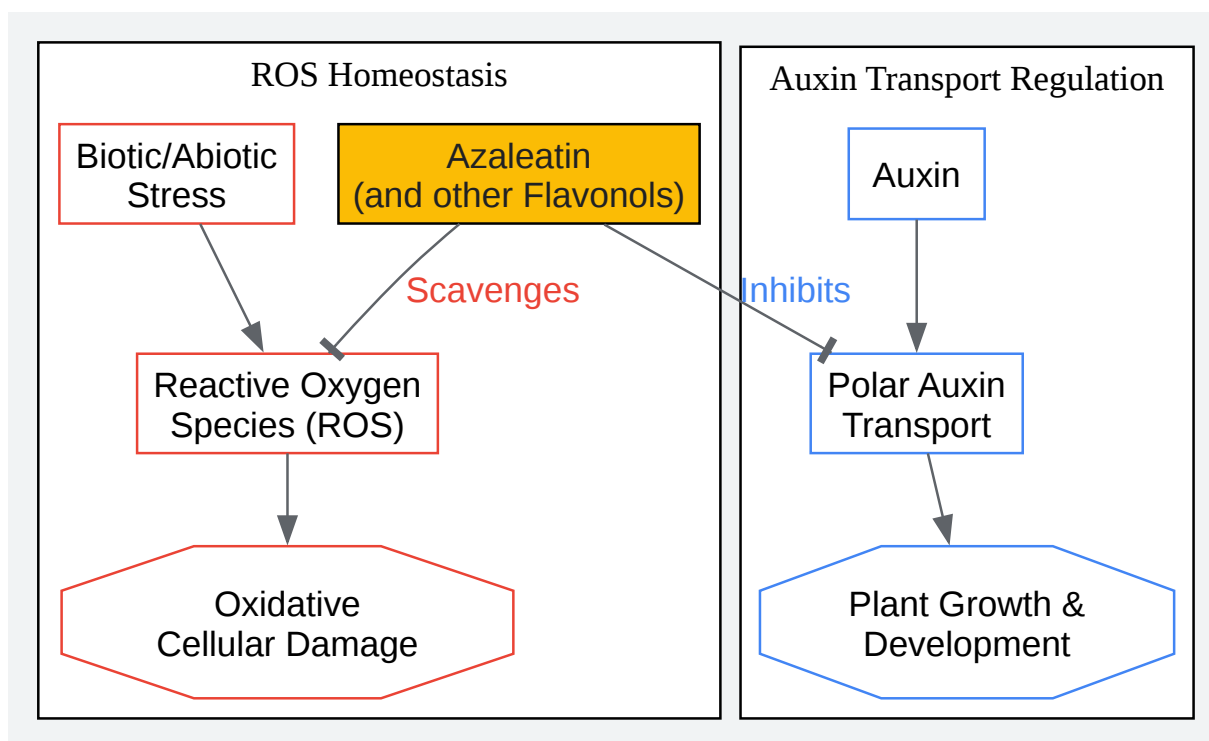 ROS Homeostasis
Biotic/Abiotic
Stress
Azaleatin
(and other Flavonols)
Scavenges
Reactive Oxygen
Species (ROS)
Oxidative
Cellular Damage
Auxin Transport Regulation
Auxin
Inhibits
Polar Auxin
Transport
Plant Growth &
Development